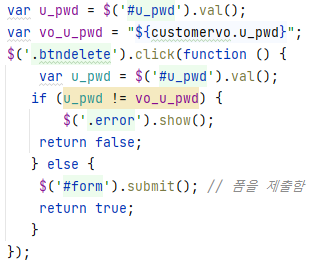 var u_pwd = $('#u_pwd').val();
var vo_u_pwd = "${customervo.u_pwd}";
$('.btndelete').click(function () {
var u_pwd = $('#u_pwd').val();
if (u_pwd != vo_u_pwd) {
$('.error').show();
return false;
} else {
$('#form').submit(); // 폼을 제출함
return true;
}
});